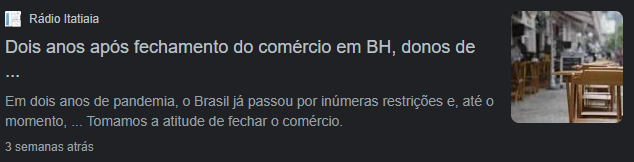 Rádio Itatiaia
Dois anos após fechamento do comércio em BH, donos de
...
Em dois anos de pandemia, o Brasil já passou por inúmeras restrições e, até o
momento, ... Tomamos a atitude de fechar o comércio.
3 semanas atrás